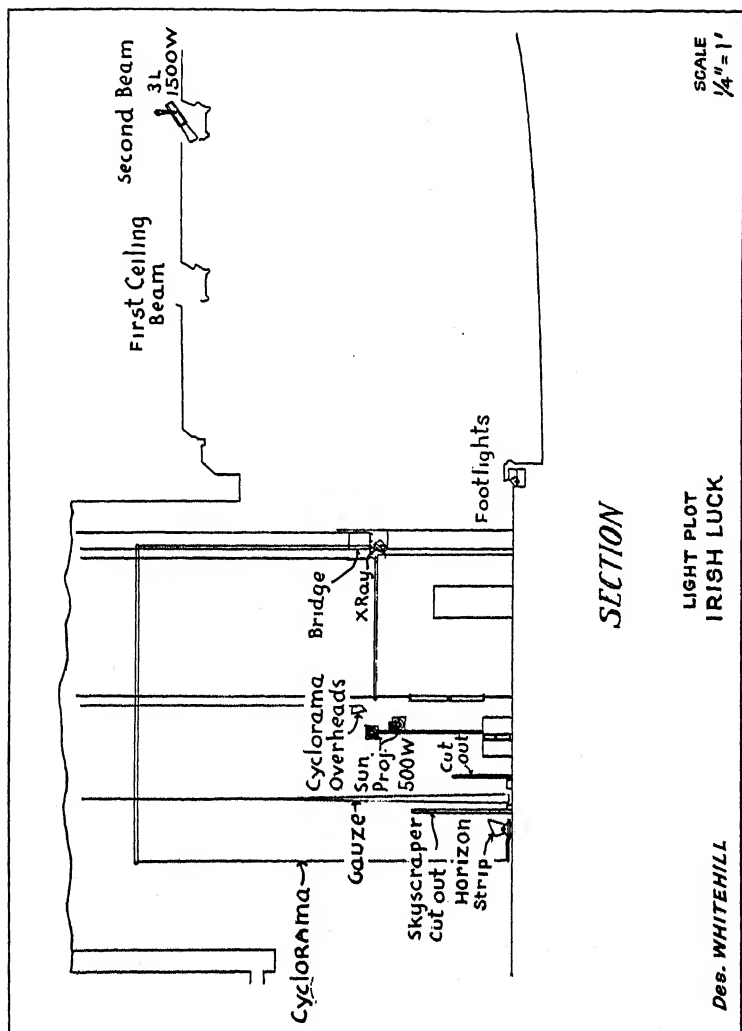 Second Beam
3L
1500W
First Ceiling
Beam
Footlights
Bridge
XRay
Cyclorama
Overheads
Sun.
Proj.
500W
Cut
out
Gauze
Skyscraper
Cut out
Horizon
Strip
CyclORAMA
SECTION
LIGHT PLOT
IRISH LUCK
SCALE
1/4"=1'
Des. WHITEHILL